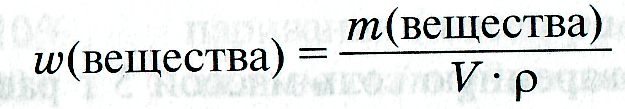 w(вещества) = m(вещества) / V · ρ